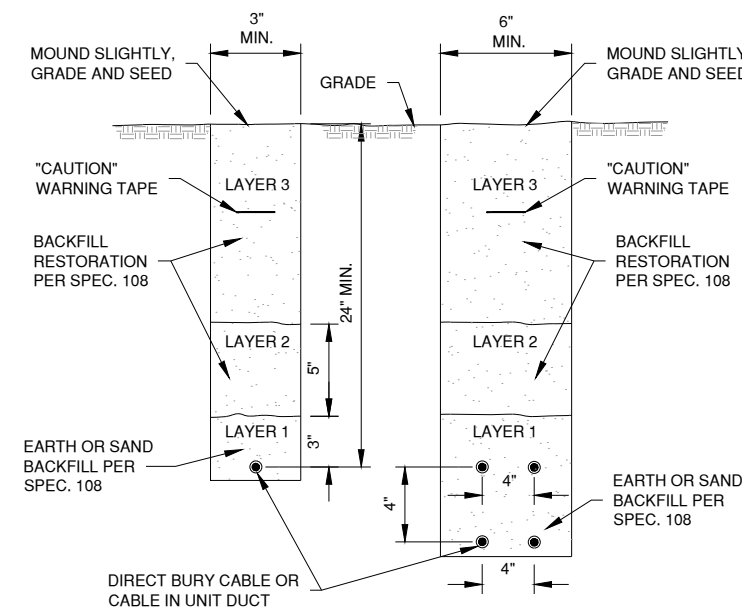 3"
MIN.
6"
MIN.
MOUND SLIGHTLY,
GRADE AND SEED
GRADE
MOUND SLIGHTLY
GRADE AND SEED
"CAUTION"
WARNING TAPE
LAYER 3
LAYER 3
"CAUTION"
WARNING TAPE
BACKFILL
RESTORATION
PER SPEC. 108
24" MIN.
BACKFILL
RESTORATION
PER SPEC. 108
LAYER 2
5"
LAYER 2
LAYER 1
3"
LAYER 1
EARTH OR SAND
BACKFILL PER
SPEC. 108
4"
4"
EARTH OR SAND
BACKFILL PER
SPEC. 108
4"
DIRECT BURY CABLE OR
CABLE IN UNIT DUCT